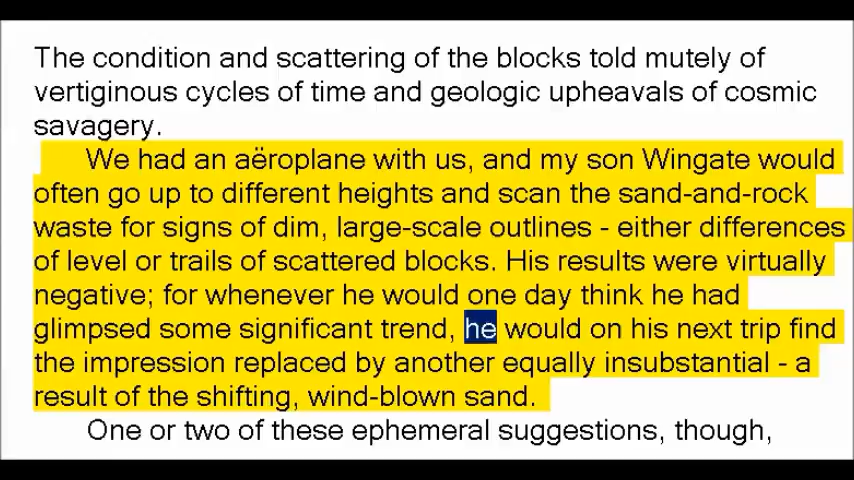 The condition and scattering of the blocks told mutely of
vertiginous cycles of time and geologic upheavals of cosmic
savagery.
We had an aëroplane with us, and my son Wingate would
often go up to different heights and scan the sand-and-rock
waste for signs of dim, large-scale outlines - either differences
of level or trails of scattered blocks. His results were virtually
negative; for whenever he would one day think he had
glimpsed some significant trend, he would on his next trip find
the impression replaced by another equally insubstantial - a
result of the shifting, wind-blown sand.
One or two of these ephemeral suggestions, though,